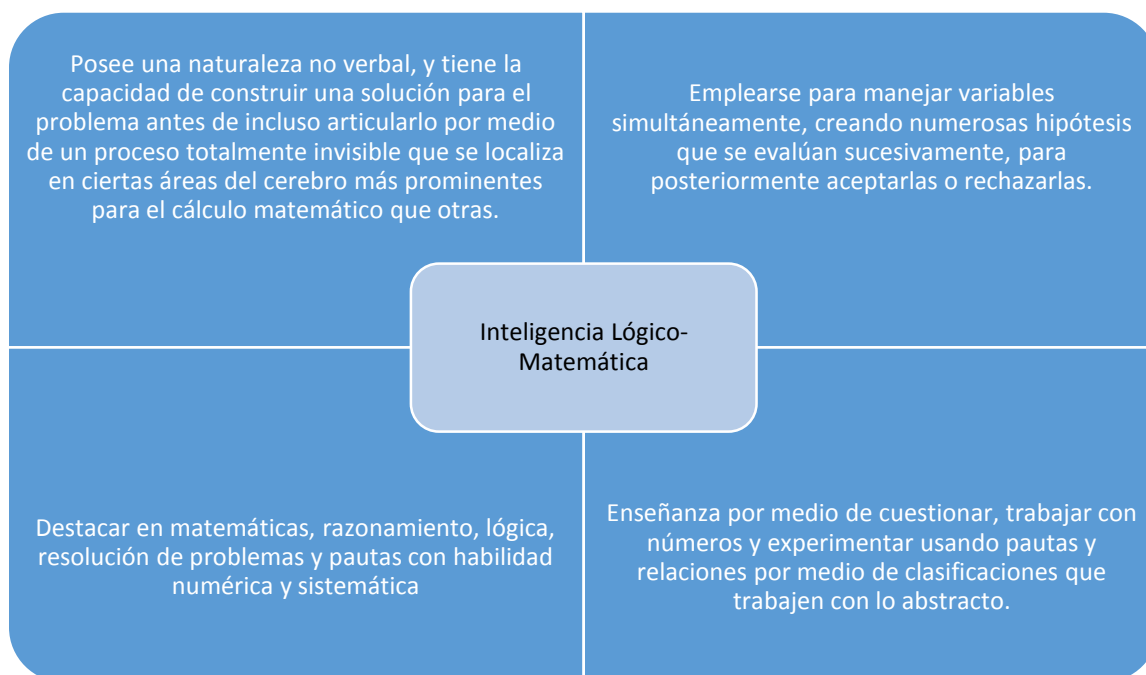 Posee una naturaleza no verbal, y tiene la
capacidad de construir una solución para el
problema antes de incluso articularlo por medio
de un proceso totalmente invisible que se localiza
en ciertas áreas del cerebro más prominentes
para el cálculo matemático que otras.
Emplearse para manejar variables
simultáneamente, creando numerosas hipótesis
que se evalúan sucesivamente, para
posteriormente aceptarlas o rechazarlas.
Inteligencia Lógico-
Matemática
Destacar en matemáticas, razonamiento, lógica,
resolución de problemas y pautas con habilidad
numérica y sistemática
Enseñanza por medio de cuestionar, trabajar con
números y experimentar usando pautas y
relaciones por medio de clasificaciones que
trabajen con lo abstracto.